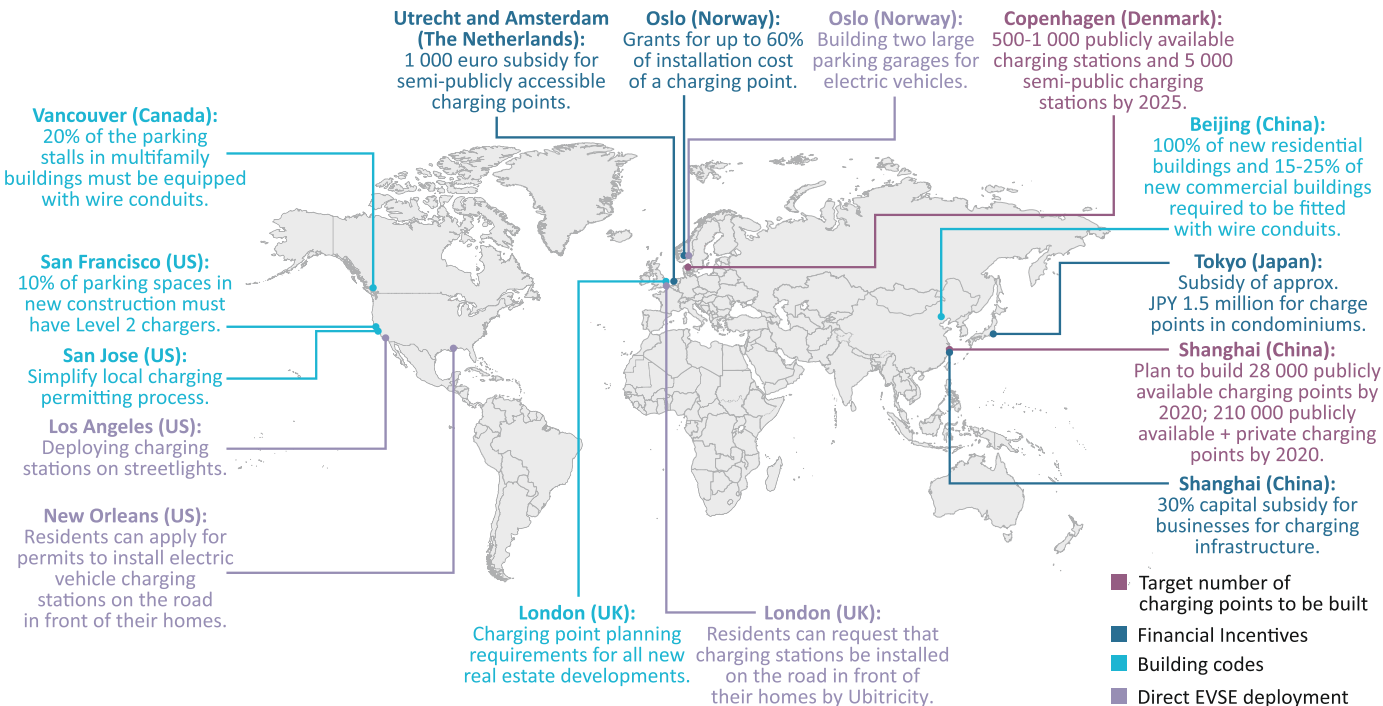 Utrecht and Amsterdam
(The Netherlands):
1 000 euro subsidy for
semi-publicly accessible
charging points.
Oslo (Norway):
Grants for up to 60%
of installation cost
of a charging point.
Oslo (Norway):
Building two large
parking garages for
electric vehicles.
Copenhagen (Denmark):
500-1 000 publicly available
charging stations and 5 000
semi-public charging
stations by 2025.
Vancouver (Canada):
20% of the parking
stalls in multifamily
buildings must be equipped
with wire conduits.
San Francisco (US):
10% of parking spaces in
new construction must
have Level 2 chargers.
San Jose (US):
Simplify local charging
permitting process.
Los Angeles (US):
Deploying charging
stations on streetlights.
New Orleans (US):
Residents can apply for
permits to install electric
vehicle charging
stations on the road
in front of their homes.
Beijing (China):
100% of new residential
buildings and 15-25% of
new commercial buildings
required to be fitted
with wire conduits.
Tokyo (Japan):
Subsidy of approx.
JPY 1.5 million for charge
points in condominiums.
Shanghai (China):
Plan to build 28 000 publicly
available charging points by
2020; 210 000 publicly
available + private charging
points by 2020.
Shanghai (China):
30% capital subsidy for
businesses for charging
infrastructure.
London (UK):
Charging point planning
requirements for all new
real estate developments.
London (UK):
Residents can request that
charging stations be installed
on the road in front of
their homes by Ubitricity.
Target number of
charging points to be built
Financial Incentives
Building codes
Direct EVSE deployment